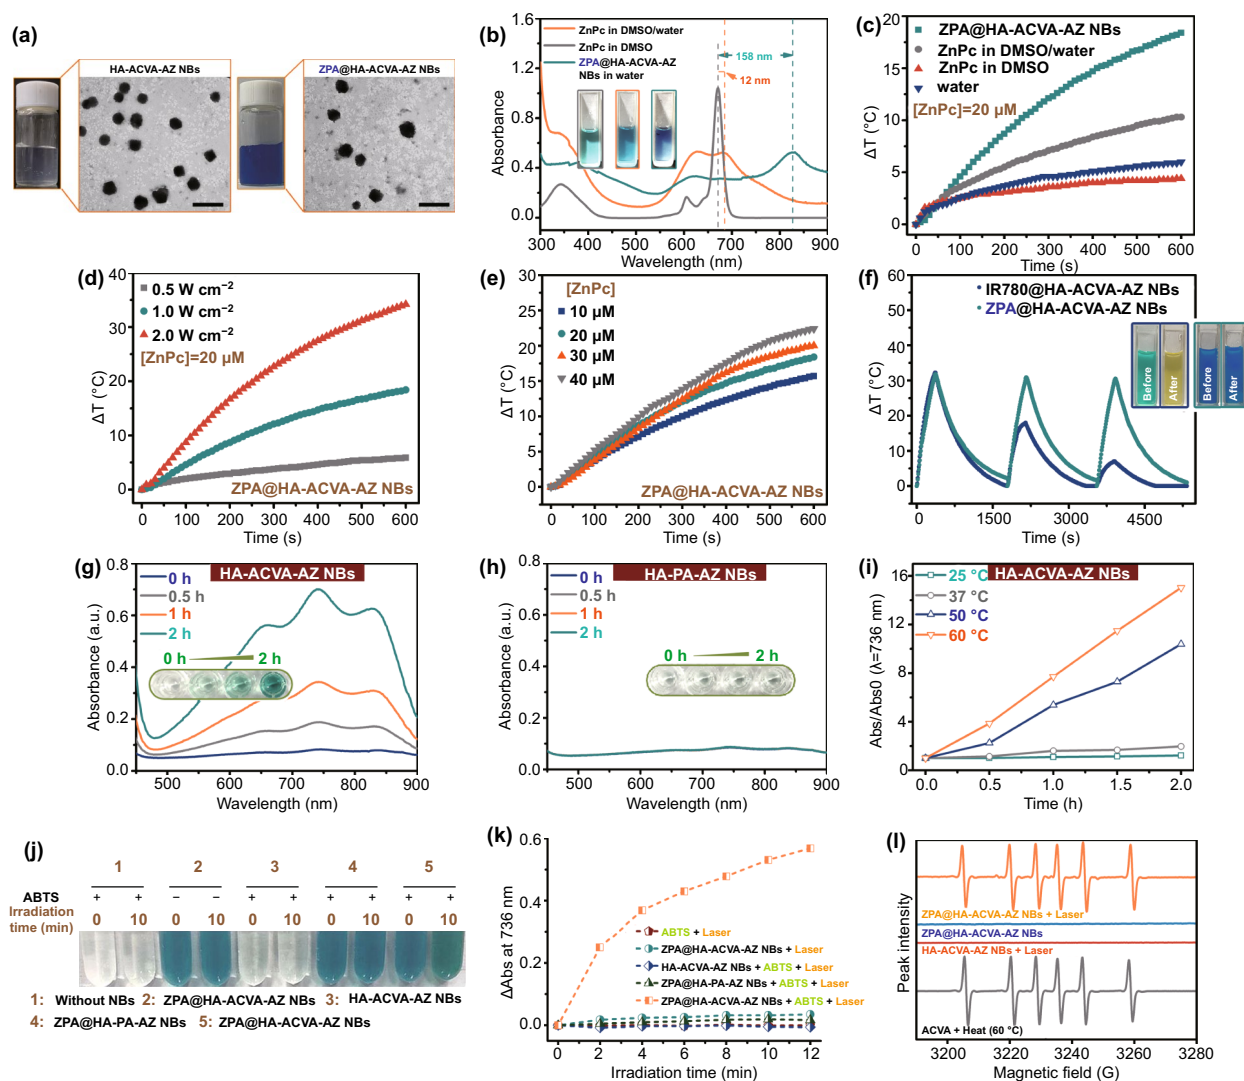 (a)
HA-ACVA-AZ NBs
ZPA@HA-ACVA-AZ NBs
(b)
ZnPc in DMSO/water
ZnPc in DMSO
ZPA@HA-ACVA-AZ
NBs in water
158 nm
12 nm
Absorbance
1.6
1.2
0.8
0.4
0.0
300 400 500 600 700 800 900
Wavelength (nm)
(c)
ZPA@HA-ACVA-AZ NBs
ZnPc in DMSO/water
ZnPc in DMSO
water
[ZnPc]=20 µM
ΔT (°C)
20
15
10
5
0
0 100 200 300 400 500 600
Time (s)
(d)
0.5 W cm⁻²
1.0 W cm⁻²
2.0 W cm⁻²
[ZnPc]=20 µM
ZPA@HA-ACVA-AZ NBs
ΔT (°C)
40
30
20
10
0
0 100 200 300 400 500 600
Time (s)
(e)
[ZnPc]
10 µM
20 µM
30 µM
40 µM
ZPA@HA-ACVA-AZ NBs
ΔT (°C)
30
25
20
15
10
5
0
0 100 200 300 400 500 600
Time (s)
(f)
IR780@HA-ACVA-AZ NBs
ZPA@HA-ACVA-AZ NBs
Before
After
Before
After
ΔT (°C)
60
50
40
30
20
10
0
0 1500 3000 4500
Time (s)
(g)
HA-ACVA-AZ NBs
0 h
0.5 h
1 h
2 h
0 h 2 h
Absorbance (a.u.)
0.8
0.6
0.4
0.2
0.0
500 600 700 800 900
Wavelength (nm)
(h)
HA-PA-AZ NBs
0 h
0.5 h
1 h
2 h
0 h 2 h
Absorbance (a.u.)
0.8
0.6
0.4
0.2
0.0
500 600 700 800 900
Wavelength (nm)
(i)
HA-ACVA-AZ NBs
25 °C
37 °C
50 °C
60 °C
Abs/Abs0 (λ=736 nm)
16
12
8
4
0
0.0 0.5 1.0 1.5 2.0
Time (h)
(j)
1 2 3 4 5
ABTS + + − − + + + + + +
Irradiation
time (min) 0 10 0 10 0 10 0 10 0 10
1: Without NBs 2: ZPA@HA-ACVA-AZ NBs 3: HA-ACVA-AZ NBs
4: ZPA@HA-PA-AZ NBs 5: ZPA@HA-ACVA-AZ NBs
(k)
ABTS + Laser
ZPA@HA-ACVA-AZ NBs + Laser
HA-ACVA-AZ NBs + ABTS + Laser
ZPA@HA-PA-AZ NBs + ABTS + Laser
ZPA@HA-ACVA-AZ NBs + ABTS + Laser
ΔAbs at 736 nm
0.6
0.4
0.2
0.0
0 2 4 6 8 10 12
Irradiation time (min)
(l)
ZPA@HA-ACVA-AZ NBs + Laser
ZPA@HA-ACVA-AZ NBs
HA-ACVA-AZ NBs + Laser
ACVA + Heat (60 °C)
Peak intensity
3200 3220 3240 3260 3280
Magnetic field (G)